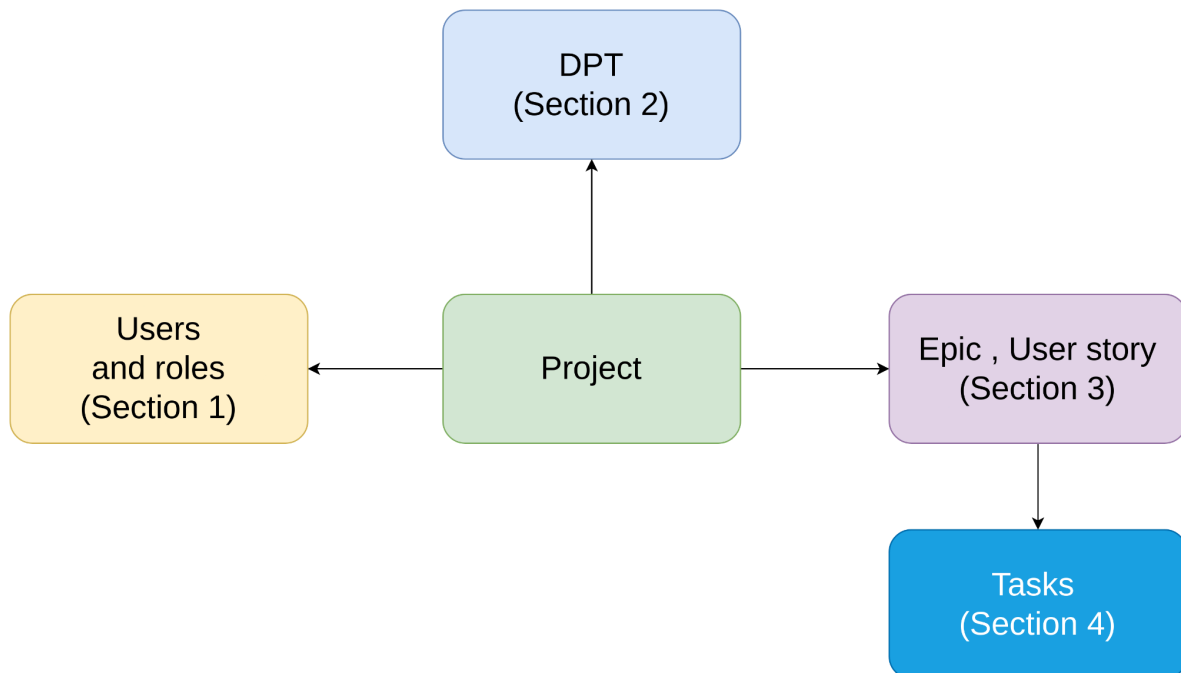 DPT
(Section 2)
Users
and roles
(Section 1)
Project
Epic , User story
(Section 3)
Tasks
(Section 4)